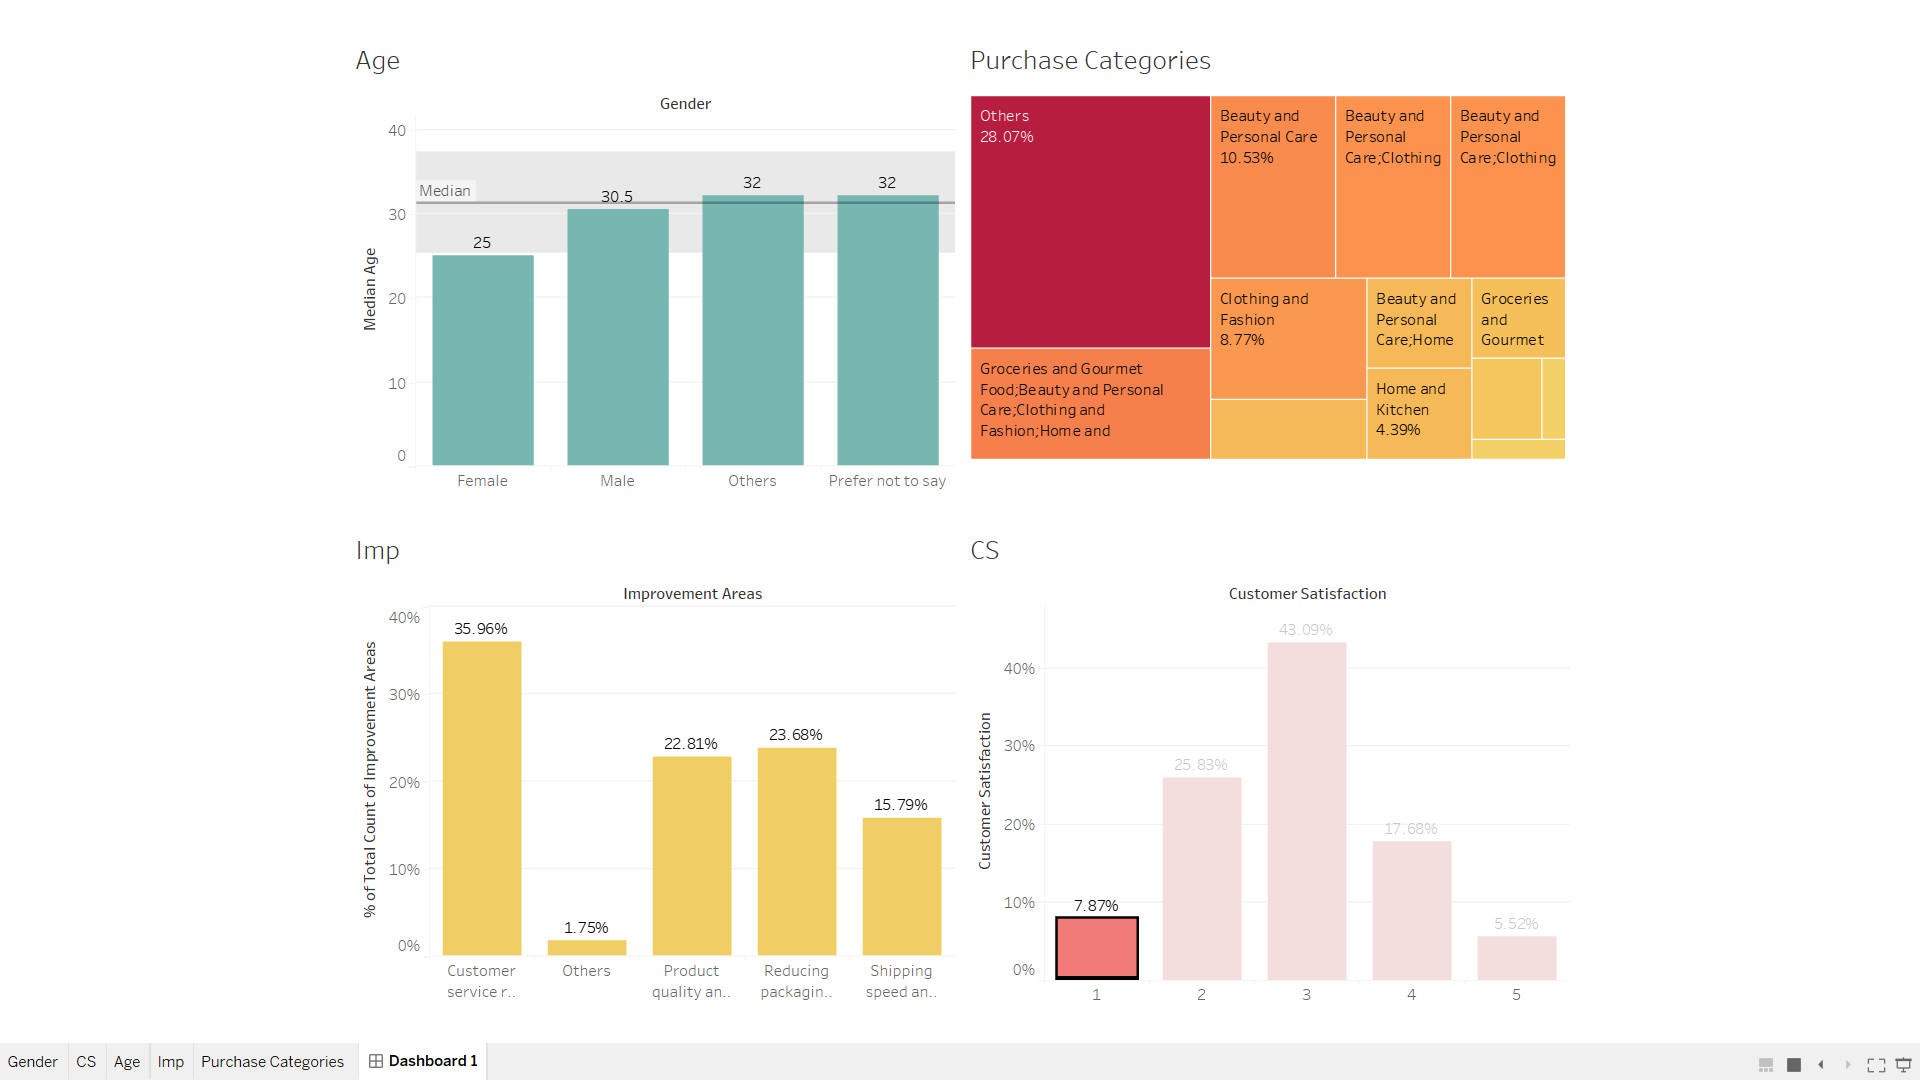 Age
Gender
40
30
20
10
0
Median Age
Median
25
30.5
32
32
Female
Male
Others
Prefer not to say
Purchase Categories
Others
28.07%
Groceries and Gourmet
Food;Beauty and Personal
Care;Clothing and
Fashion;Home and
Beauty and
Personal Care
10.53%
Beauty and
Personal
Care;Clothing
Beauty and
Personal
Care;Clothing
Clothing and
Fashion
8.77%
Beauty and
Personal
Care;Home
Groceries
and
Gourmet
Home and
Kitchen
4.39%
Imp
Improvement Areas
40%
30%
20%
10%
0%
% of Total Count of Improvement Areas
35.96%
1.75%
22.81%
23.68%
15.79%
Customer
service r..
Others
Product
quality an..
Reducing
packagin..
Shipping
speed an..
CS
Customer Satisfaction
40%
30%
20%
10%
0%
Customer Satisfaction
7.87%
25.83%
43.09%
17.68%
5.52%
1
2
3
4
5
Gender
CS
Age
Imp
Purchase Categories
Dashboard 1